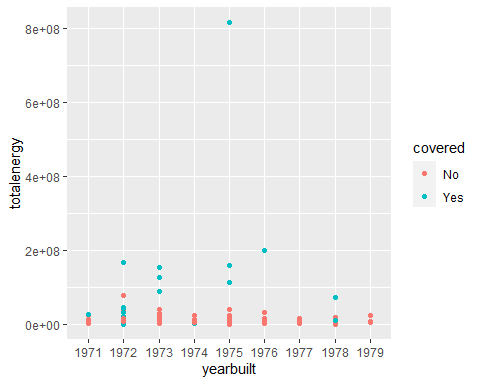 8e+08
6e+08
4e+08
2e+08
0e+00
totalenergy
1971 1972 1973 1974 1975 1976 1977 1978 1979
yearbuilt
covered
No
Yes